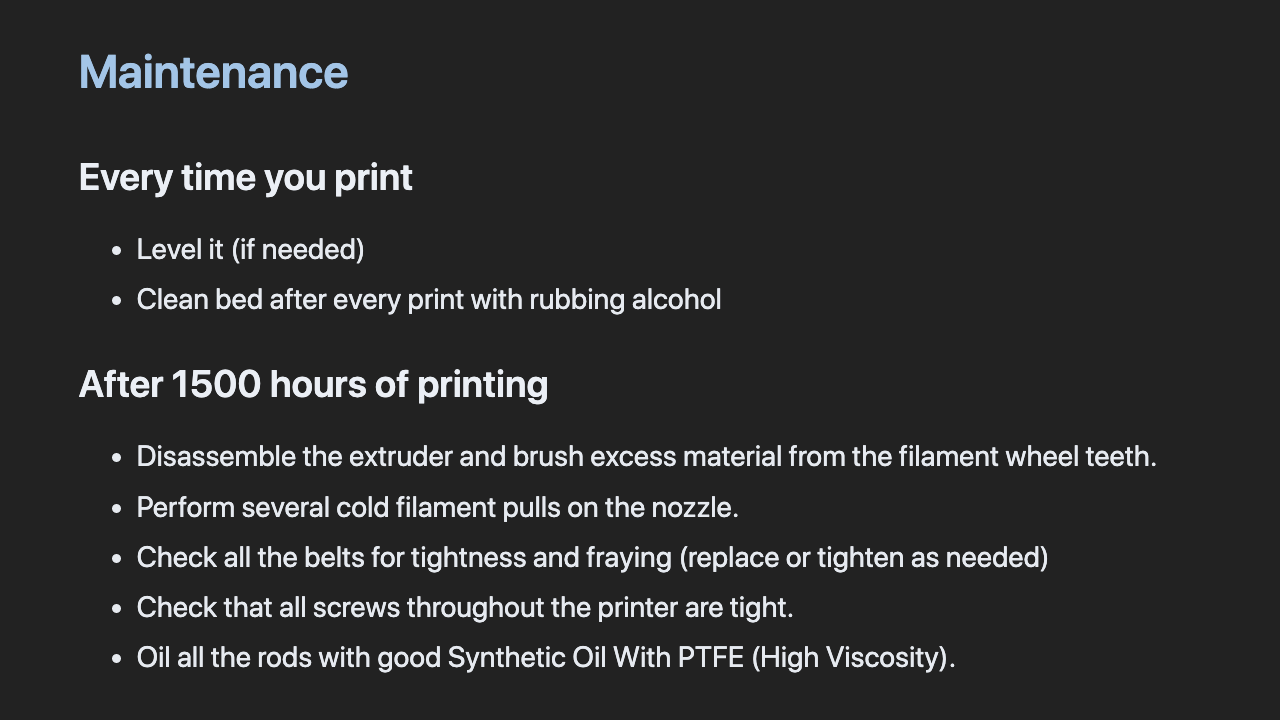 Maintenance
Every time you print
• Level it (if needed)
• Clean bed after every print with rubbing alcohol
After 1500 hours of printing
• Disassemble the extruder and brush excess material from the filament wheel teeth.
• Perform several cold filament pulls on the nozzle.
• Check all the belts for tightness and fraying (replace or tighten as needed)
• Check that all screws throughout the printer are tight.
• Oil all the rods with good Synthetic Oil With PTFE (High Viscosity).